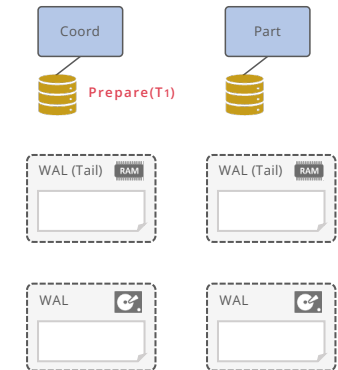 Coord Part
Prepare(T1)
WAL (Tail) RAM WAL (Tail) RAM
WAL WAL